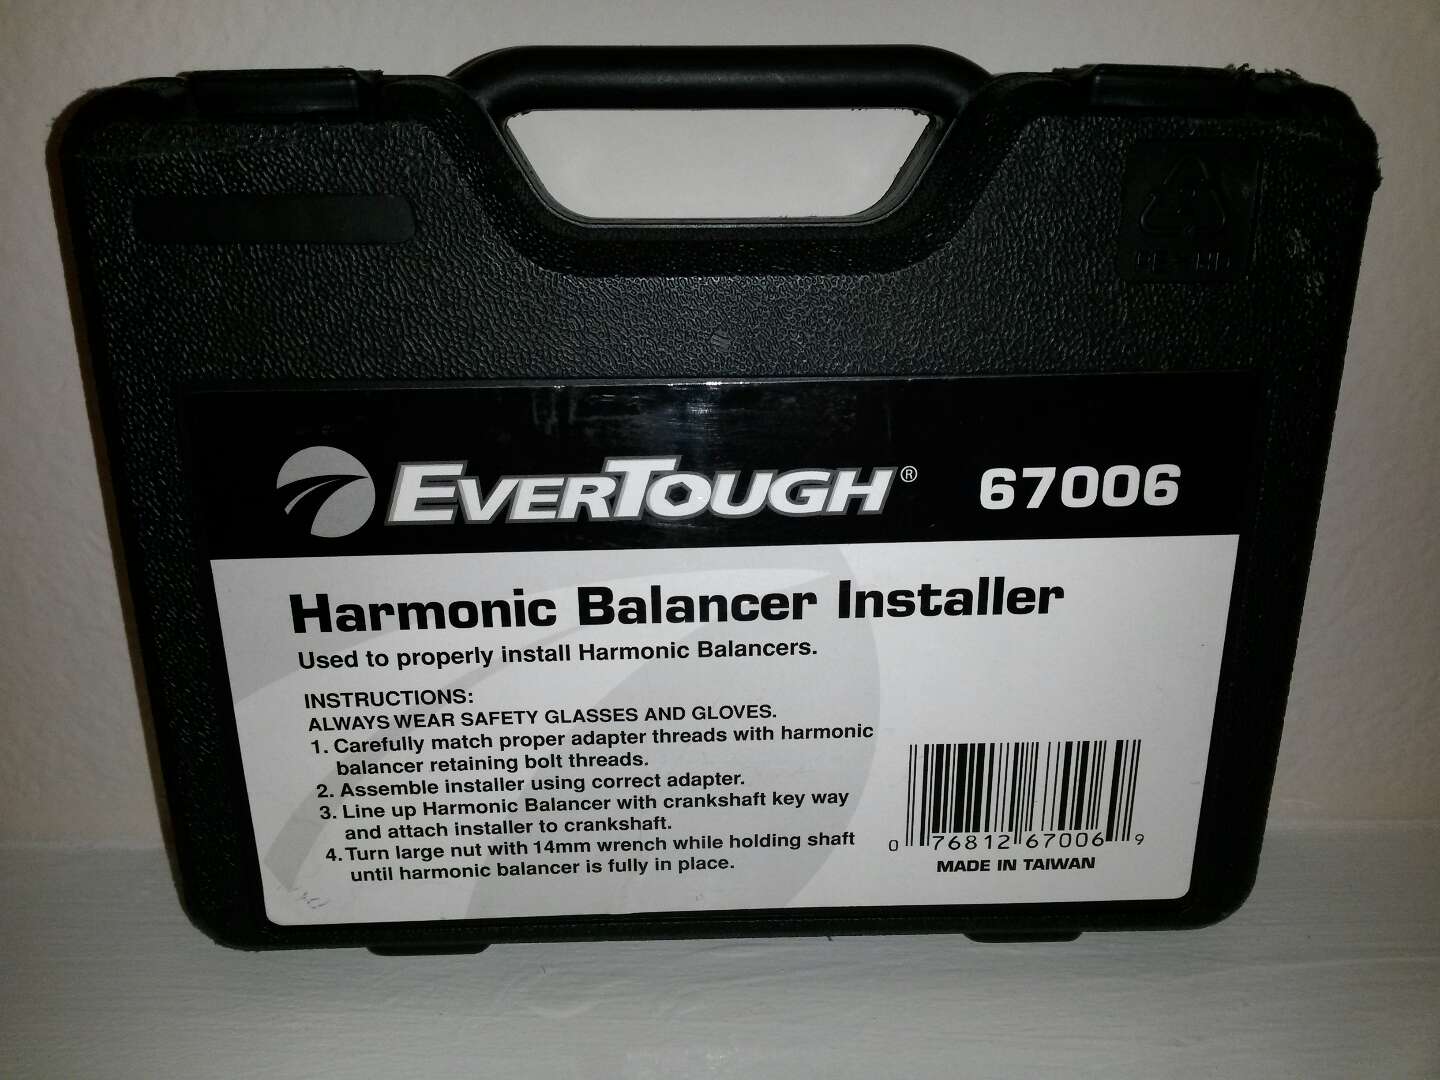 EVERTOUGH® 67006
Harmonic Balancer Installer
Used to properly install Harmonic Balancers.
INSTRUCTIONS:
ALWAYS WEAR SAFETY GLASSES AND GLOVES.
1. Carefully match proper adapter threads with harmonic
balancer retaining bolt threads.
2. Assemble installer using correct adapter.
3. Line up Harmonic Balancer with crankshaft key way
and attach installer to crankshaft.
4. Turn large nut with 14mm wrench while holding shaft
until harmonic balancer is fully in place.
0 76812 67006 9
MADE IN TAIWAN